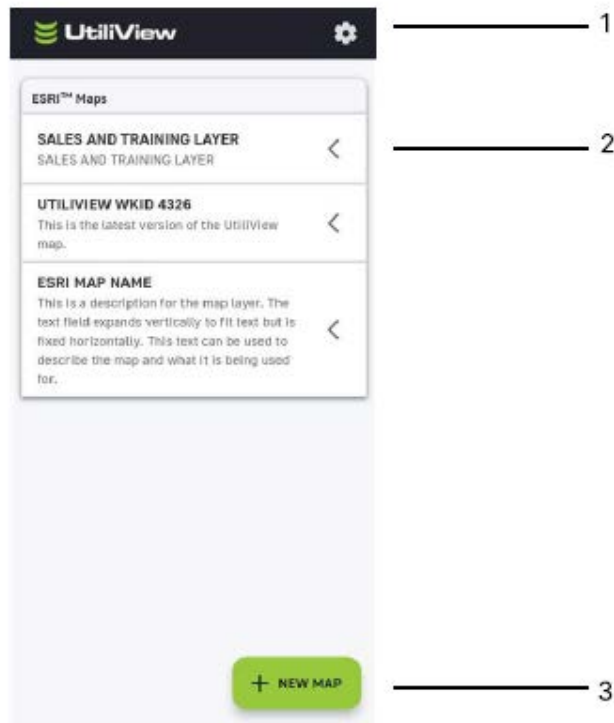 UtiliView
1
ESRI™ Maps
SALES AND TRAINING LAYER
SALES AND TRAINING LAYER
2
UTILIVIEW WKID 4326
This is the latest version of the UtiliView
map.
ESRI MAP NAME
This is a description for the map layer. The
text field expands vertically to fit text but is
fixed horizontally. This text can be used to
describe the map and what it is being used
for.
+ NEW MAP
3